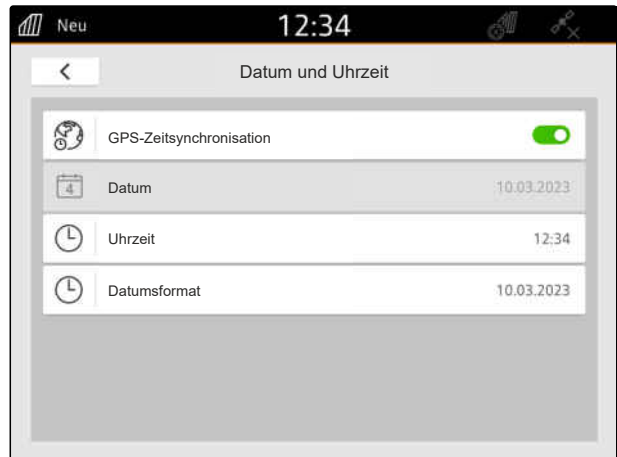 Neu 12:34
Datum und Uhrzeit
GPS-Zeitsynchronisation
4 Datum 10.03.2023
Uhrzeit 12:34
Datumsformat 10.03.2023